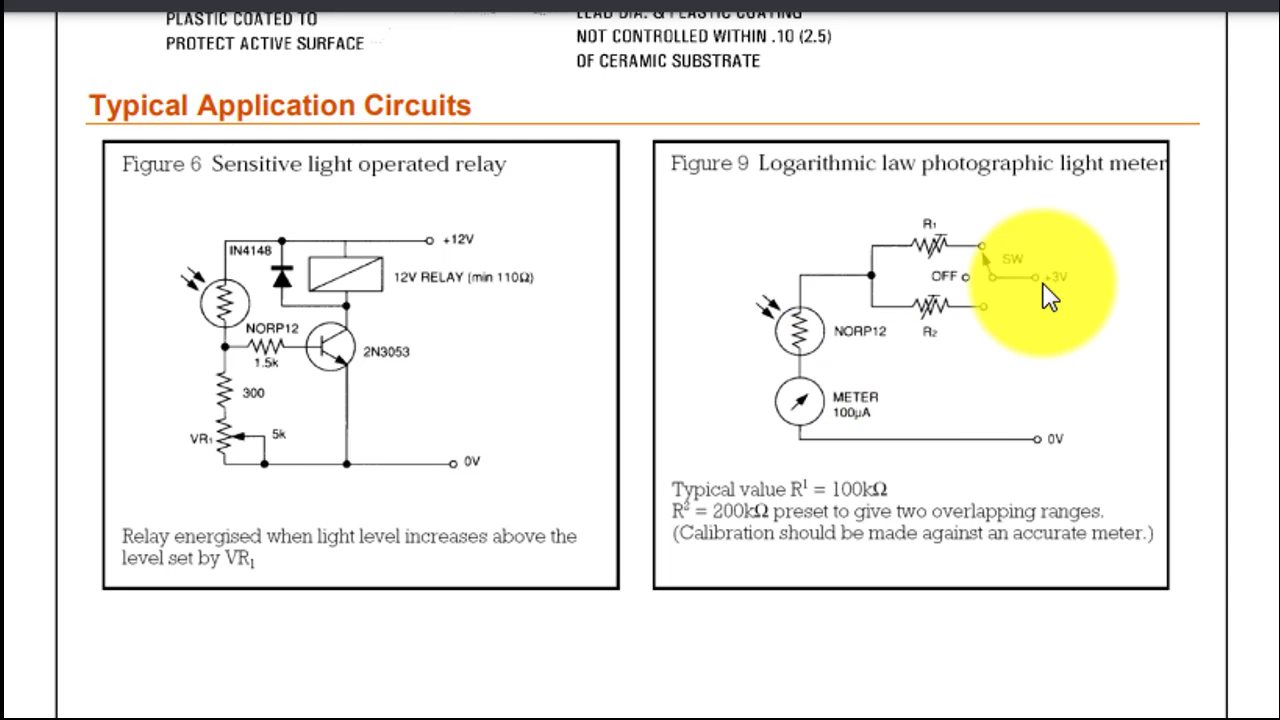 PLASTIC COATED TO
PROTECT ACTIVE SURFACE
LEAD DIA. & PLASTIC COATING
NOT CONTROLLED WITHIN .10 (2.5)
OF CERAMIC SUBSTRATE
Typical Application Circuits
Figure 6 Sensitive light operated relay
IN4148
+12V
12V RELAY (min 110Ω)
NORP12
1.5k
2N3053
300
VR₁
5k
0V
Relay energised when light level increases above the
level set by VR₁
Figure 9 Logarithmic law photographic light meter
R₁
SW
OFF
+3V
R₂
NORP12
METER
100µA
0V
Typical value R¹ = 100kΩ
R² = 200kΩ preset to give two overlapping ranges.
(Calibration should be made against an accurate meter.)